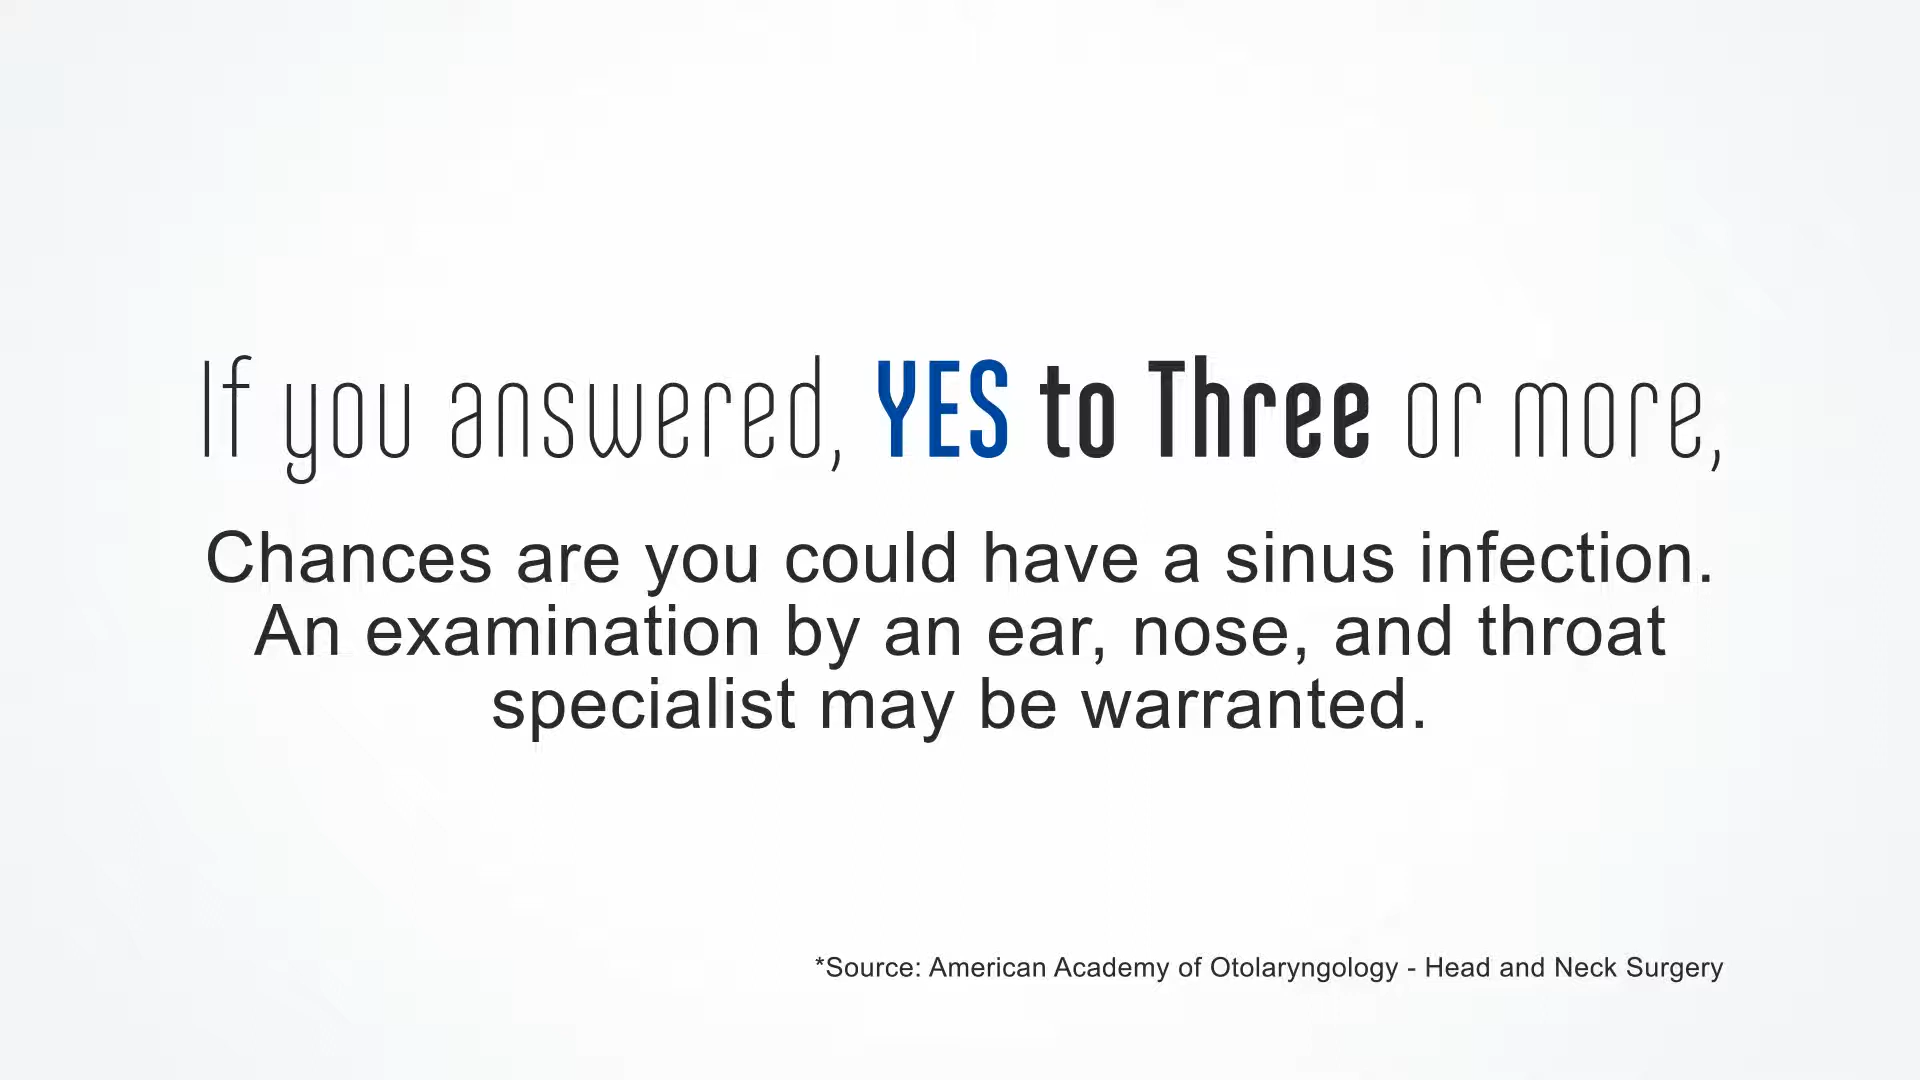 If you answered, YES to Three or more,
Chances are you could have a sinus infection.
An examination by an ear, nose, and throat
specialist may be warranted.
*Source: American Academy of Otolaryngology - Head and Neck Surgery